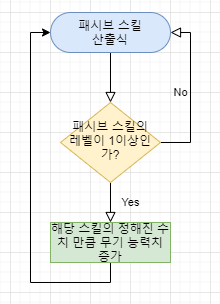 패시브 스킬
산출식
No
패시브 스킬의
레벨이 1이상인
가?
Yes
해당 스킬의 정해진 수
치 만큼 무기 능력치
증가